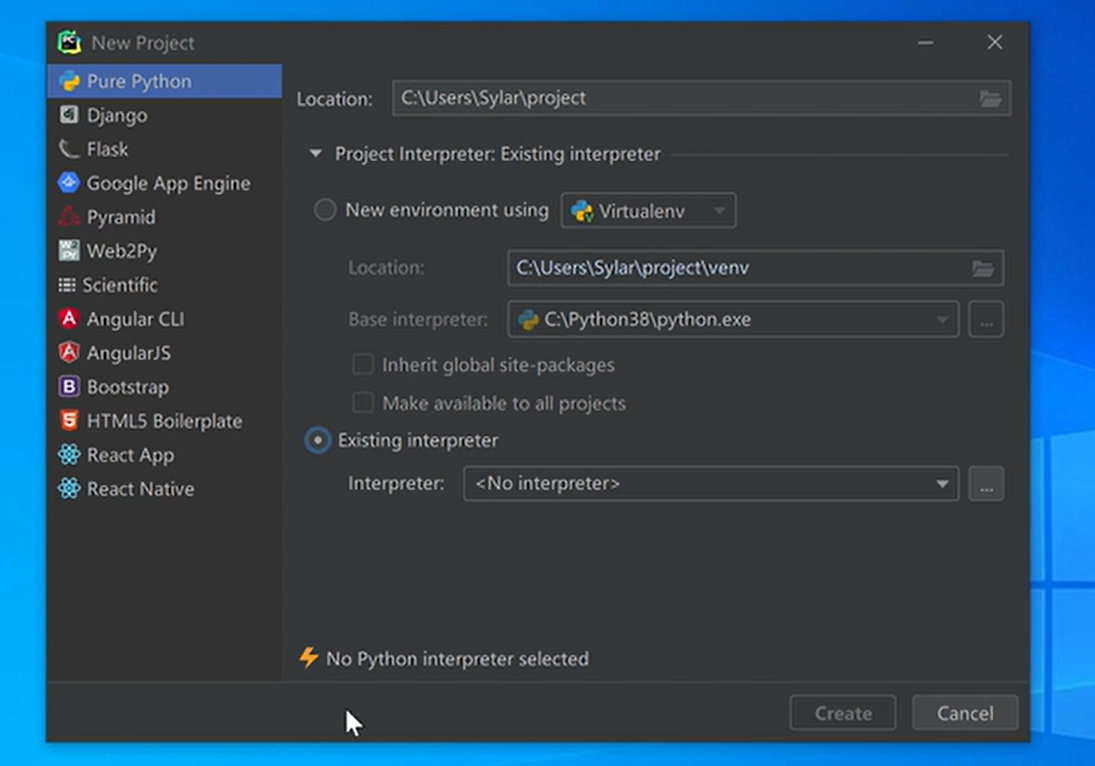 New Project
Pure Python
Django
Flask
Google App Engine
Pyramid
Web2Py
Scientific
Angular CLI
AngularJS
Bootstrap
HTML5 Boilerplate
React App
React Native
Location: C:\Users\Sylar\project
Project Interpreter: Existing interpreter
New environment using Virtualenv
Location: C:\Users\Sylar\project\venv
Base interpreter: C:\Python38\python.exe ...
Inherit global site-packages
Make available to all projects
Existing interpreter
Interpreter: <No interpreter> ...
No Python interpreter selected
Create Cancel